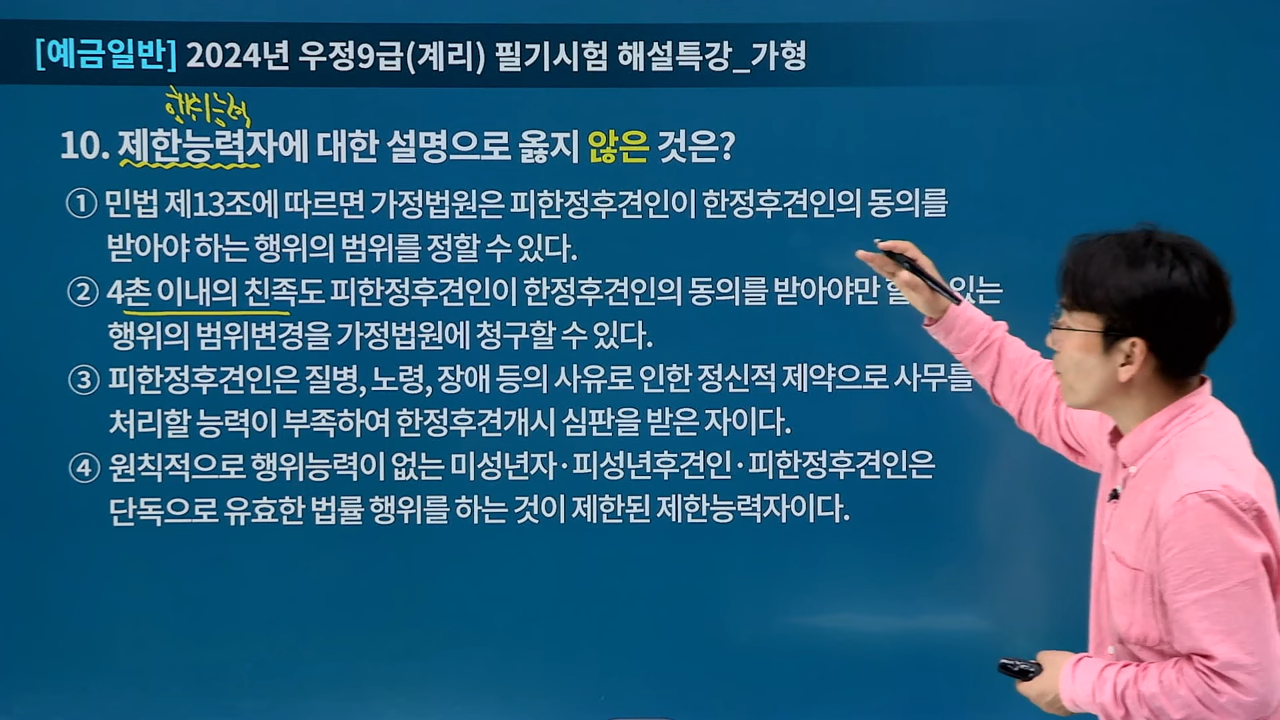 [예금일반] 2024년 우정9급(계리) 필기시험 해설특강_가형
행위능력
10. 제한능력자에 대한 설명으로 옳지 않은 것은?
① 민법 제13조에 따르면 가정법원은 피한정후견인이 한정후견인의 동의를
받아야 하는 행위의 범위를 정할 수 있다.
② 4촌 이내의 친족도 피한정후견인이 한정후견인의 동의를 받아야만 할 있는
행위의 범위변경을 가정법원에 청구할 수 있다.
③ 피한정후견인은 질병, 노령, 장애 등의 사유로 인한 정신적 제약으로 사무를
처리할 능력이 부족하여 한정후견개시 심판을 받은 자이다.
④ 원칙적으로 행위능력이 없는 미성년자·피성년후견인·피한정후견인은
단독으로 유효한 법률 행위를 하는 것이 제한된 제한능력자이다.